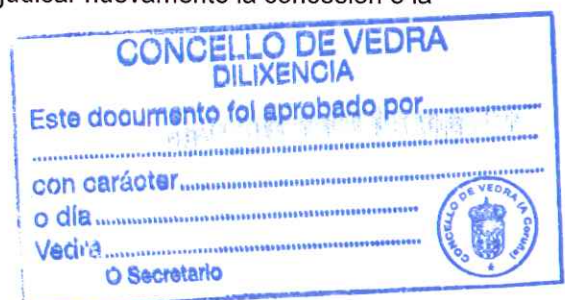 judicar nuevamente la concesión o la
CONCELLO DE VEDRA
DILIXENCIA
Este documento foi aprobado por..............................
................................................................................
con carácter..............................................................
o día..................................................
Vedra................................................
O Secretario
CONCELLO DE VEDRA (A Coruña)